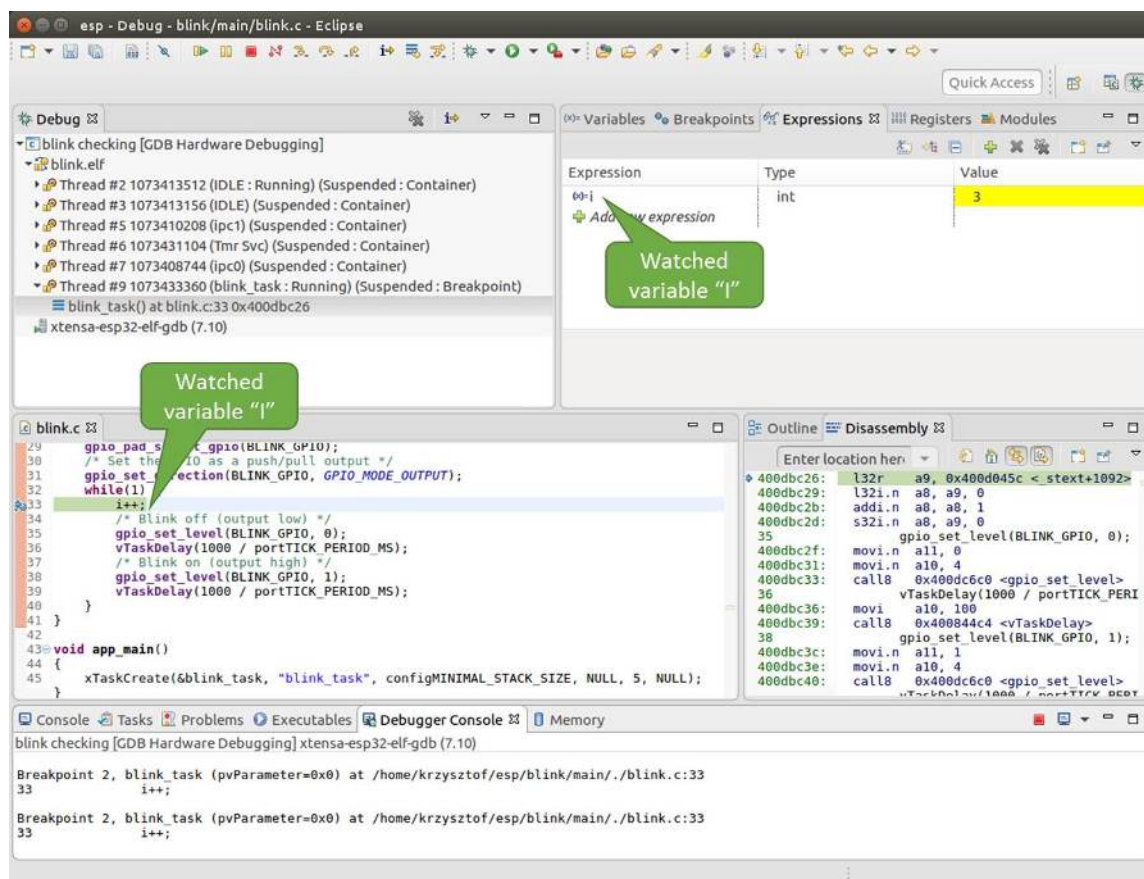 esp - Debug - blink/main/blink.c - Eclipse
Quick Access
Debug
blink checking [GDB Hardware Debugging]
blink.elf
Thread #2 1073413512 (IDLE : Running) (Suspended : Container)
Thread #3 1073413156 (IDLE) (Suspended : Container)
Thread #5 1073410208 (ipc1) (Suspended : Container)
Thread #6 1073431104 (Tmr Svc) (Suspended : Container)
Thread #7 1073408744 (ipc0) (Suspended : Container)
Thread #9 1073433360 (blink_task : Running) (Suspended : Breakpoint)
blink_task() at blink.c:33 0x400dbc26
xtensa-esp32-elf-gdb (7.10)
(x)= Variables Breakpoints Expressions Registers Modules
Expression Type Value
(x)= i int 3
Add expression
Watched
variable “I”
Watched
variable “I”
blink.c
29 gpio_pad_s t_gpio(BLINK_GPIO);
30 /* Set the IO as a push/pull output */
31 gpio_set_ irection(BLINK_GPIO, GPIO_MODE_OUTPUT);
32 while(1)
33 i++;
34 /* Blink off (output low) */
35 gpio_set_level(BLINK_GPIO, 0);
36 vTaskDelay(1000 / portTICK_PERIOD_MS);
37 /* Blink on (output high) */
38 gpio_set_level(BLINK_GPIO, 1);
39 vTaskDelay(1000 / portTICK_PERIOD_MS);
40 }
41 }
42
43 void app_main()
44 {
45 xTaskCreate(&blink_task, "blink_task", configMINIMAL_STACK_SIZE, NULL, 5, NULL);
}
Outline Disassembly
Enter location her
400dbc26: l32r a9, 0x400d045c <_stext+1092>
400dbc29: l32i.n a8, a9, 0
400dbc2b: addi.n a8, a8, 1
400dbc2d: s32i.n a8, a9, 0
35 gpio_set_level(BLINK_GPIO, 0);
400dbc2f: movi.n a11, 0
400dbc31: movi.n a10, 4
400dbc33: call8 0x400dc6c0 <gpio_set_level>
36 vTaskDelay(1000 / portTICK_PERI
400dbc36: movi a10, 100
400dbc39: call8 0x400844c4 <vTaskDelay>
38 gpio_set_level(BLINK_GPIO, 1);
400dbc3c: movi.n a11, 1
400dbc3e: movi.n a10, 4
400dbc40: call8 0x400dc6c0 <gpio_set_level>
vTaskDelay(1000 / portTICK_PERI
Console Tasks Problems Executables Debugger Console Memory
blink checking [GDB Hardware Debugging] xtensa-esp32-elf-gdb (7.10)
Breakpoint 2, blink_task (pvParameter=0x0) at /home/krzysztof/esp/blink/main/./blink.c:33
33 i++;
Breakpoint 2, blink_task (pvParameter=0x0) at /home/krzysztof/esp/blink/main/./blink.c:33
33 i++;